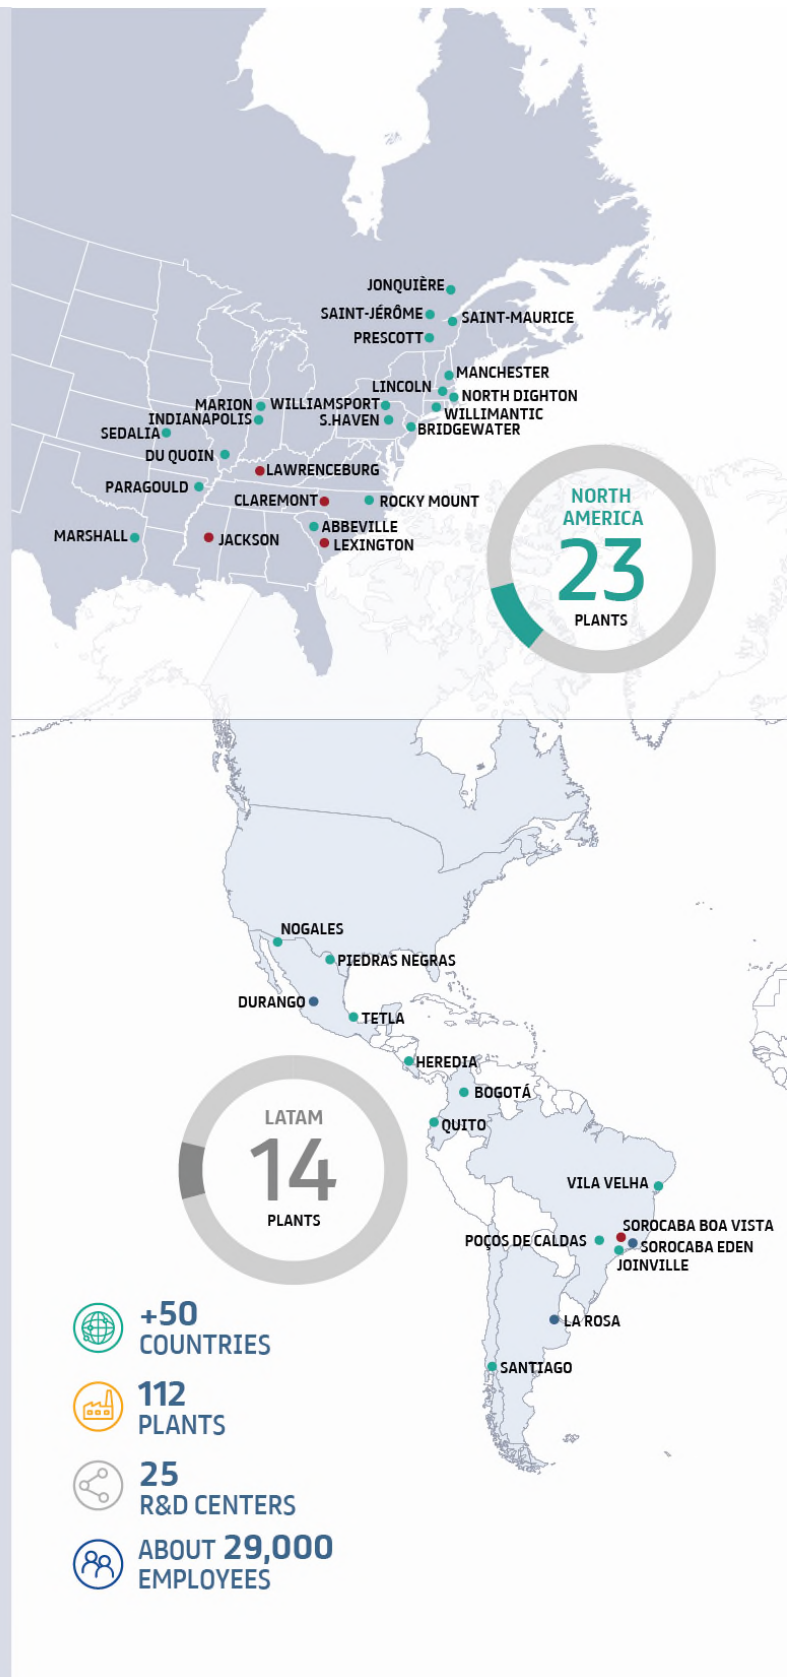 JONQUIÈRE
SAINT-JÉRÔME
SAINT-MAURICE
PRESCOTT
MANCHESTER
LINCOLN
NORTH DIGHTON
MARION
WILLIAMSPORT
WILLIMANTIC
INDIANAPOLIS
S.HAVEN
BRIDGEWATER
SEDALIA
DU QUOIN
LAWRENCEBURG
PARAGOULD
CLAREMONT
ROCKY MOUNT
ABBEVILLE
MARSHALL
JACKSON
LEXINGTON
NORTH
AMERICA
23
PLANTS
NOGALES
PIEDRAS NEGRAS
DURANGO
TETLA
HEREDIA
BOGOTÁ
QUITO
LATAM
14
PLANTS
VILA VELHA
SOROCABA BOA VISTA
POÇOS DE CALDAS
SOROCABA EDEN
JOINVILLE
LA ROSA
SANTIAGO
+50
COUNTRIES
112
PLANTS
25
R&D CENTERS
ABOUT 29,000
EMPLOYEES